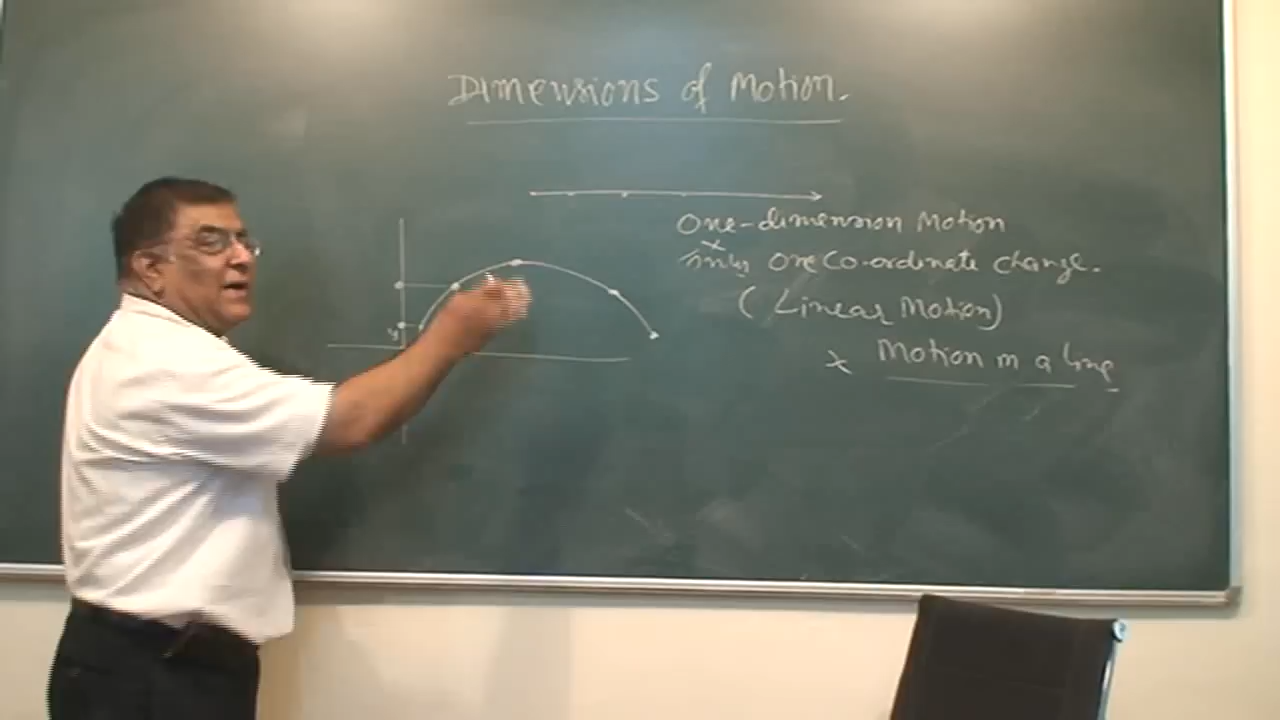 Dimensions of Motion.
One-dimension Motion
x
only one co-ordinate change.
(Linear Motion)
x Motion in a line
y